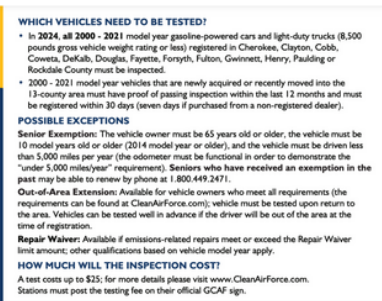 WHICH VEHICLES NEED TO BE TESTED?
• In 2024, all 2000 - 2021 model year gasoline-powered cars and light-duty trucks (8,500
pounds gross vehicle weight rating or less) registered in Cherokee, Clayton, Cobb,
Coweta, DeKalb, Douglas, Fayette, Forsyth, Fulton, Gwinnett, Henry, Paulding or
Rockdale County must be inspected.
• 2000 - 2021 model year vehicles that are newly acquired or recently moved into the
13-county area must have proof of passing inspection within the last 12 months and must
be registered within 30 days (seven days if purchased from a non-registered dealer).
POSSIBLE EXCEPTIONS
Senior Exemption: The vehicle owner must be 65 years old or older, the vehicle must be
10 model years old or older (2014 model year or older), and the vehicle must be driven less
than 5,000 miles per year (the odometer must be functional in order to demonstrate the
"under 5,000 miles/year" requirement). Seniors who have received an exemption in the
past may be able to renew by phone at 1.800.449.2471.
Out-of-Area Extension: Available for vehicle owners who meet all requirements (the
requirements can be found at CleanAirForce.com); vehicle must be tested upon return to
the area. Vehicles can be tested well in advance if the driver will be out of the area at the
time of registration.
Repair Waiver: Available if emissions-related repairs meet or exceed the Repair Waiver
limit amount; other qualifications based on vehicle model year apply.
HOW MUCH WILL THE INSPECTION COST?
A test costs up to $25; for more details please visit www.CleanAirForce.com.
Stations must post the testing fee on their official GCAF sign.